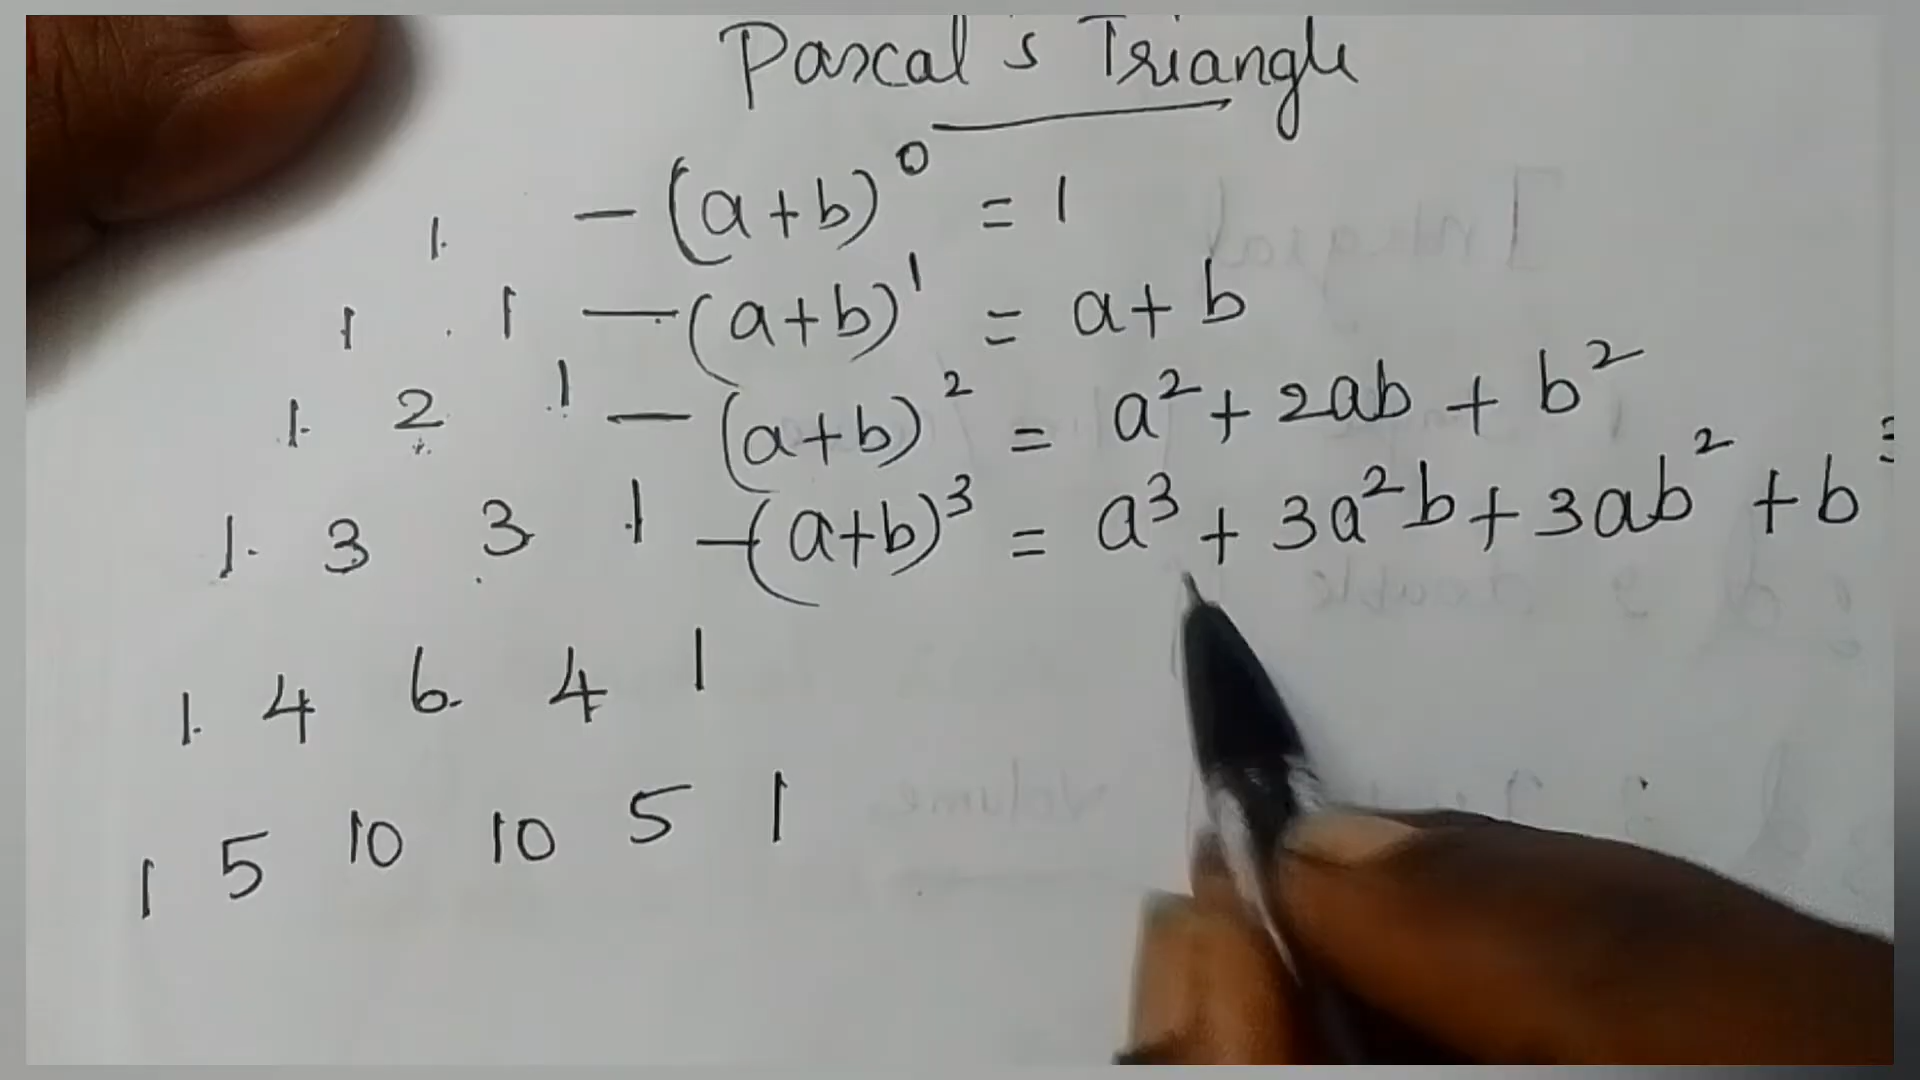 Pascal's Triangle
1 - (a+b)⁰ = 1
1 1 - (a+b)¹ = a+b
1 2 1 - (a+b)² = a² + 2ab + b²
1 3 3 1 - (a+b)³ = a³ + 3a²b + 3ab² + b³
1 4 6 4 1
1 5 10 10 5 1